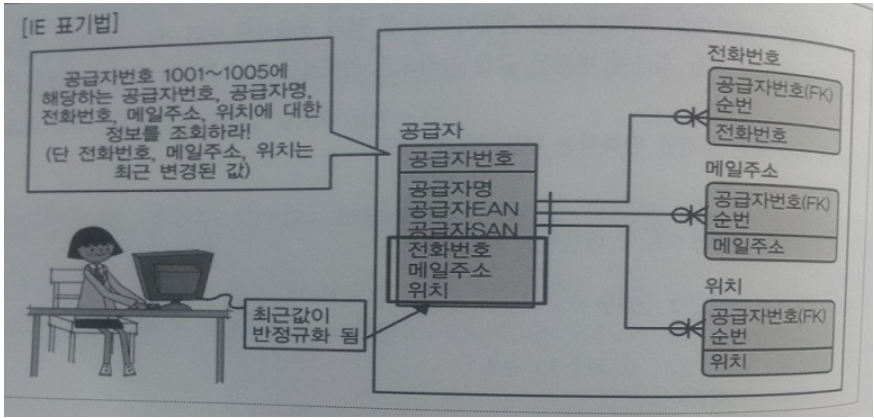 [IE 표기법]
공급자번호 1001~1005에
해당하는 공급자번호, 공급자명,
전화번호, 메일주소, 위치에 대한
정보를 조회하라!
(단 전화번호, 메일주소, 위치는
최근 변경된 값)
공급자
공급자번호
공급자명
공급자EAN
공급자SAN
전화번호
메일주소
위치
최근값이
반정규화 됨
전화번호
공급자번호(FK)
순번
전화번호
메일주소
공급자번호(FK)
순번
메일주소
위치
공급자번호(FK)
순번
위치